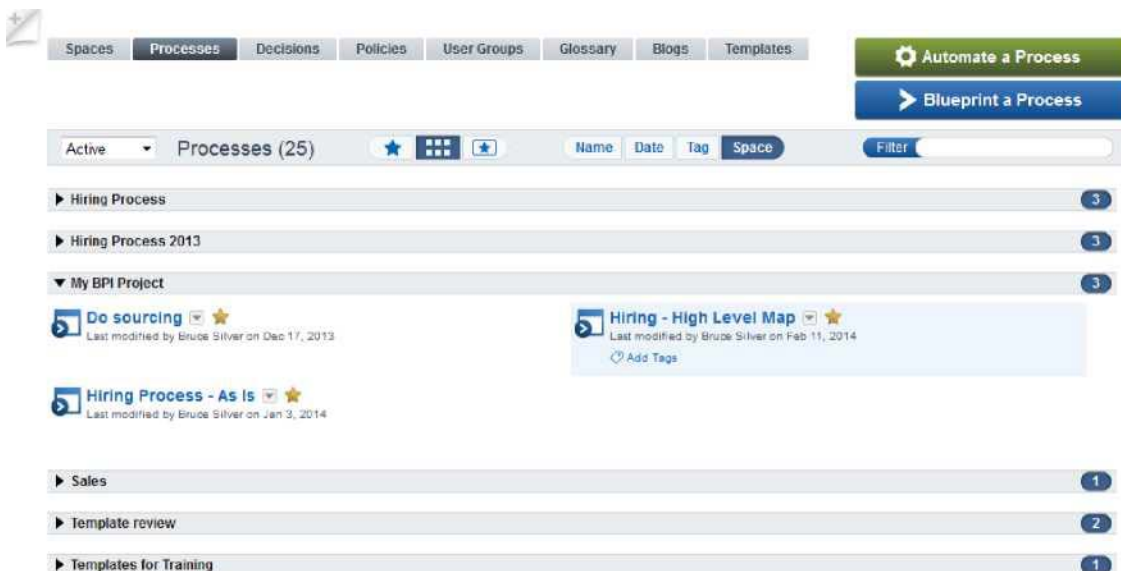 Spaces Processes Decisions Policies User Groups Glossary Blogs Templates
Automate a Process
Blueprint a Process
Active Processes (25) Name Date Tag Space Filter
Hiring Process 3
Hiring Process 2013 3
My BPI Project 3
Do sourcing Hiring - High Level Map
Last modified by Bruce Silver on Dec 17, 2013 Last modified by Bruce Silver on Feb 11, 2014
Add Tags
Hiring Process - As Is
Last modified by Bruce Silver on Jan 3, 2014
Sales 1
Template review 2
Templates for Training 1